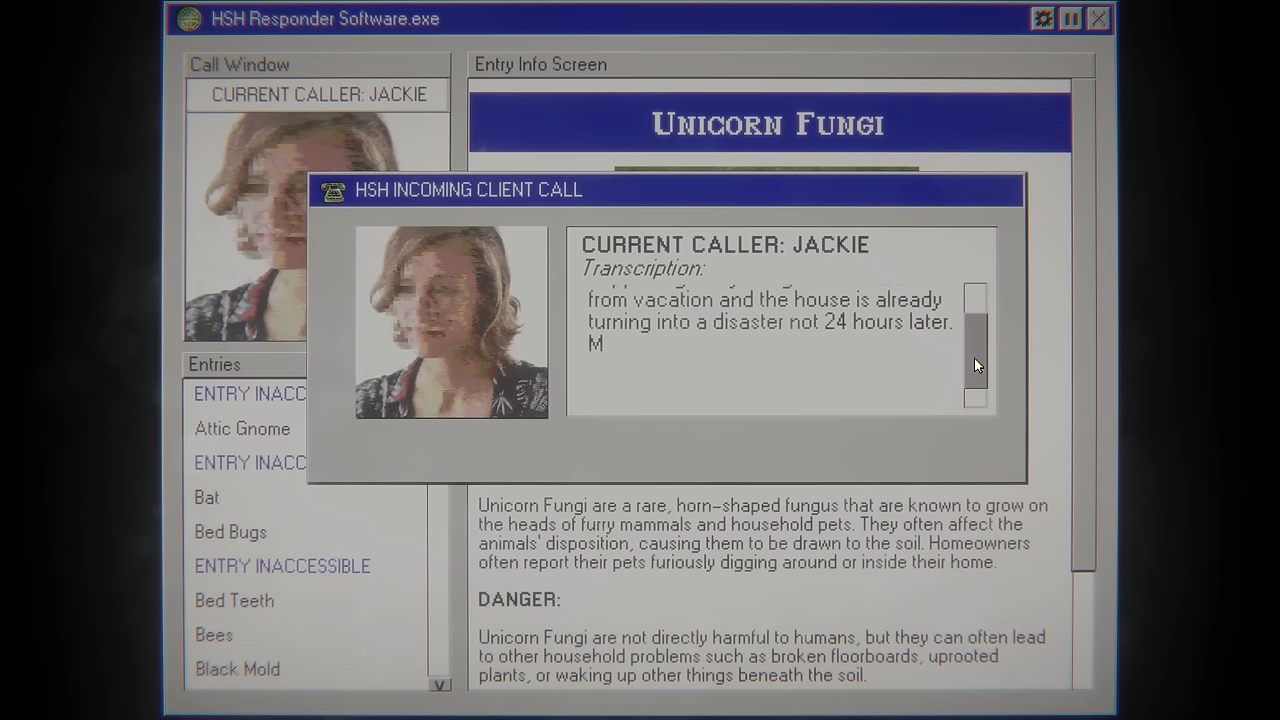 HSH Responder Software.exe
Call Window
CURRENT CALLER: JACKIE
Entries
ENTRY INACC
Attic Gnome
ENTRY INACC
Bat
Bed Bugs
ENTRY INACCESSIBLE
Bed Teeth
Bees
Black Mold
V
Entry Info Screen
UNICORN FUNGI
HSH INCOMING CLIENT CALL
CURRENT CALLER: JACKIE
Transcription:
from vacation and the house is already
turning into a disaster not 24 hours later.
M
Unicorn Fungi are a rare, horn-shaped fungus that are known to grow on
the heads of furry mammals and household pets. They often affect the
animals' disposition, causing them to be drawn to the soil. Homeowners
often report their pets furiously digging around or inside their home.
DANGER:
Unicorn Fungi are not directly harmful to humans, but they can often lead
to other household problems such as broken floorboards, uprooted
plants, or waking up other things beneath the soil.